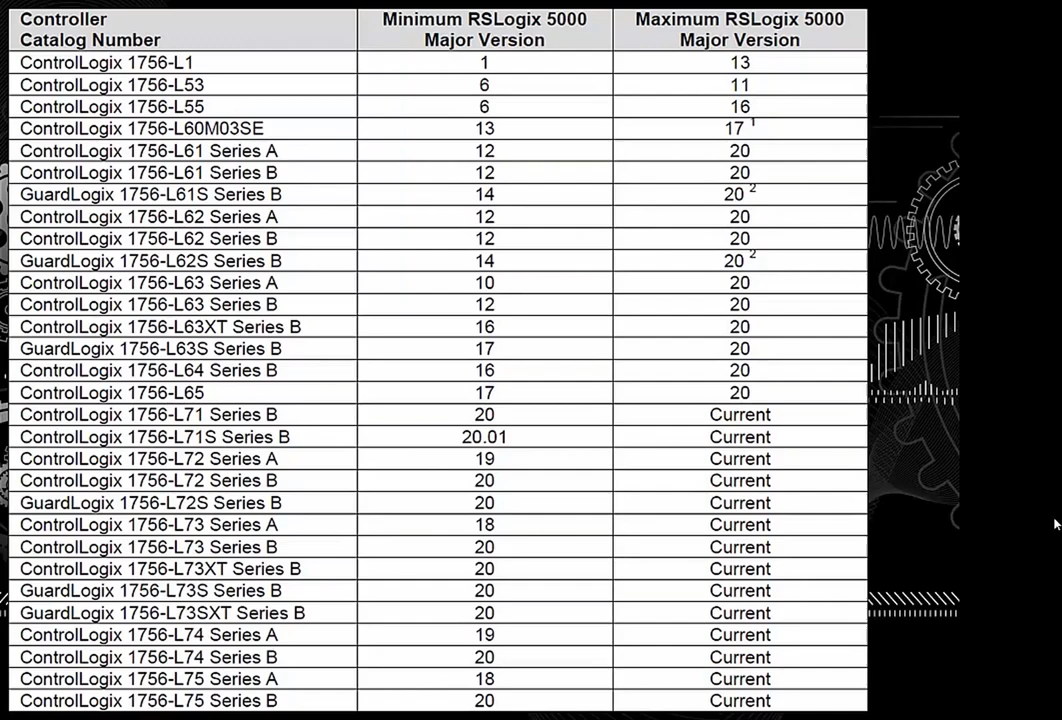 Controller Catalog Number | Minimum RSLogix 5000 Major Version | Maximum RSLogix 5000 Major Version
ControlLogix 1756-L1 1 13
ControlLogix 1756-L53 6 11
ControlLogix 1756-L55 6 16
ControlLogix 1756-L60M03SE 13 17 ¹
ControlLogix 1756-L61 Series A 12 20
ControlLogix 1756-L61 Series B 12 20
GuardLogix 1756-L61S Series B 14 20 ²
ControlLogix 1756-L62 Series A 12 20
ControlLogix 1756-L62 Series B 12 20
GuardLogix 1756-L62S Series B 14 20 ²
ControlLogix 1756-L63 Series A 10 20
ControlLogix 1756-L63 Series B 12 20
ControlLogix 1756-L63XT Series B 16 20
GuardLogix 1756-L63S Series B 17 20
ControlLogix 1756-L64 Series B 16 20
ControlLogix 1756-L65 17 20
ControlLogix 1756-L71 Series B 20 Current
ControlLogix 1756-L71S Series B 20.01 Current
ControlLogix 1756-L72 Series A 19 Current
ControlLogix 1756-L72 Series B 20 Current
GuardLogix 1756-L72S Series B 20 Current
ControlLogix 1756-L73 Series A 18 Current
ControlLogix 1756-L73 Series B 20 Current
ControlLogix 1756-L73XT Series B 20 Current
GuardLogix 1756-L73S Series B 20 Current
GuardLogix 1756-L73SXT Series B 20 Current
ControlLogix 1756-L74 Series A 19 Current
ControlLogix 1756-L74 Series B 20 Current
ControlLogix 1756-L75 Series A 18 Current
ControlLogix 1756-L75 Series B 20 Current